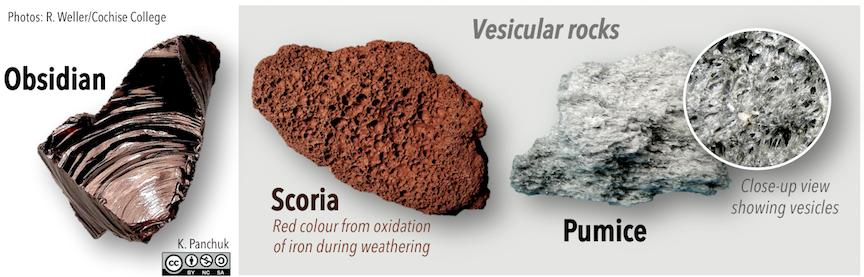 Photos: R. Weller/Cochise College
Obsidian
K. Panchuk
cc
BY NC SA
Vesicular rocks
Scoria
Red colour from oxidation
of iron during weathering
Pumice
Close-up view
showing vesicles